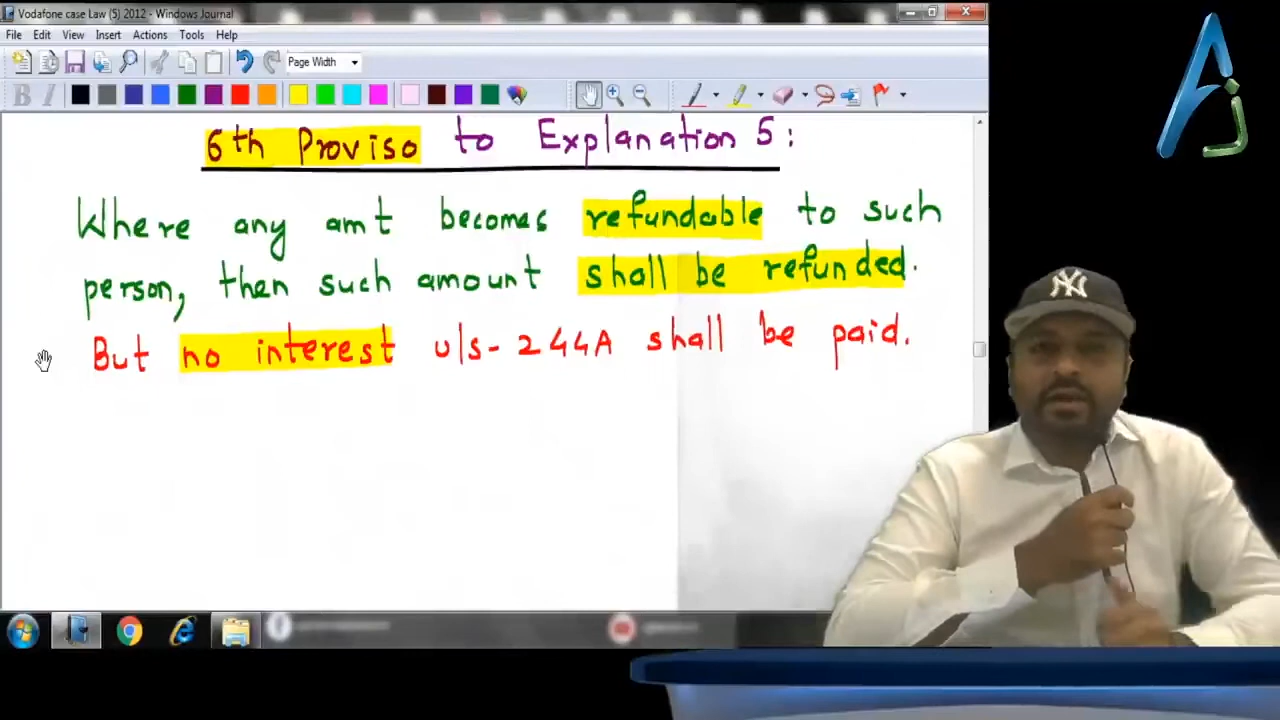 Vodafone case Law (5) 2012 - Windows Journal
File Edit View Insert Actions Tools Help
Page Width
B I
6th Proviso to Explanation 5:
Where any amt becomes refundable to such
person, then such amount shall be refunded.
But no interest u/s-244A shall be paid.
NY